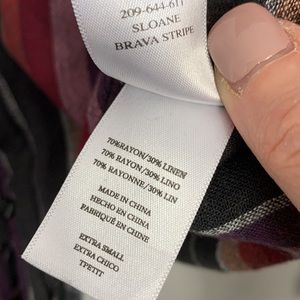 209-644-611
SLOANE
BRAVA STRIPE
70%RAYON/30% LINEN
70% RAYON/30% LINO
70% RAYONNE/30% LIN
MADE IN CHINA
HECHO EN CHINA
FABRIQUÉ EN CHINE
EXTRA SMALL
EXTRA CHICO
TPETIT